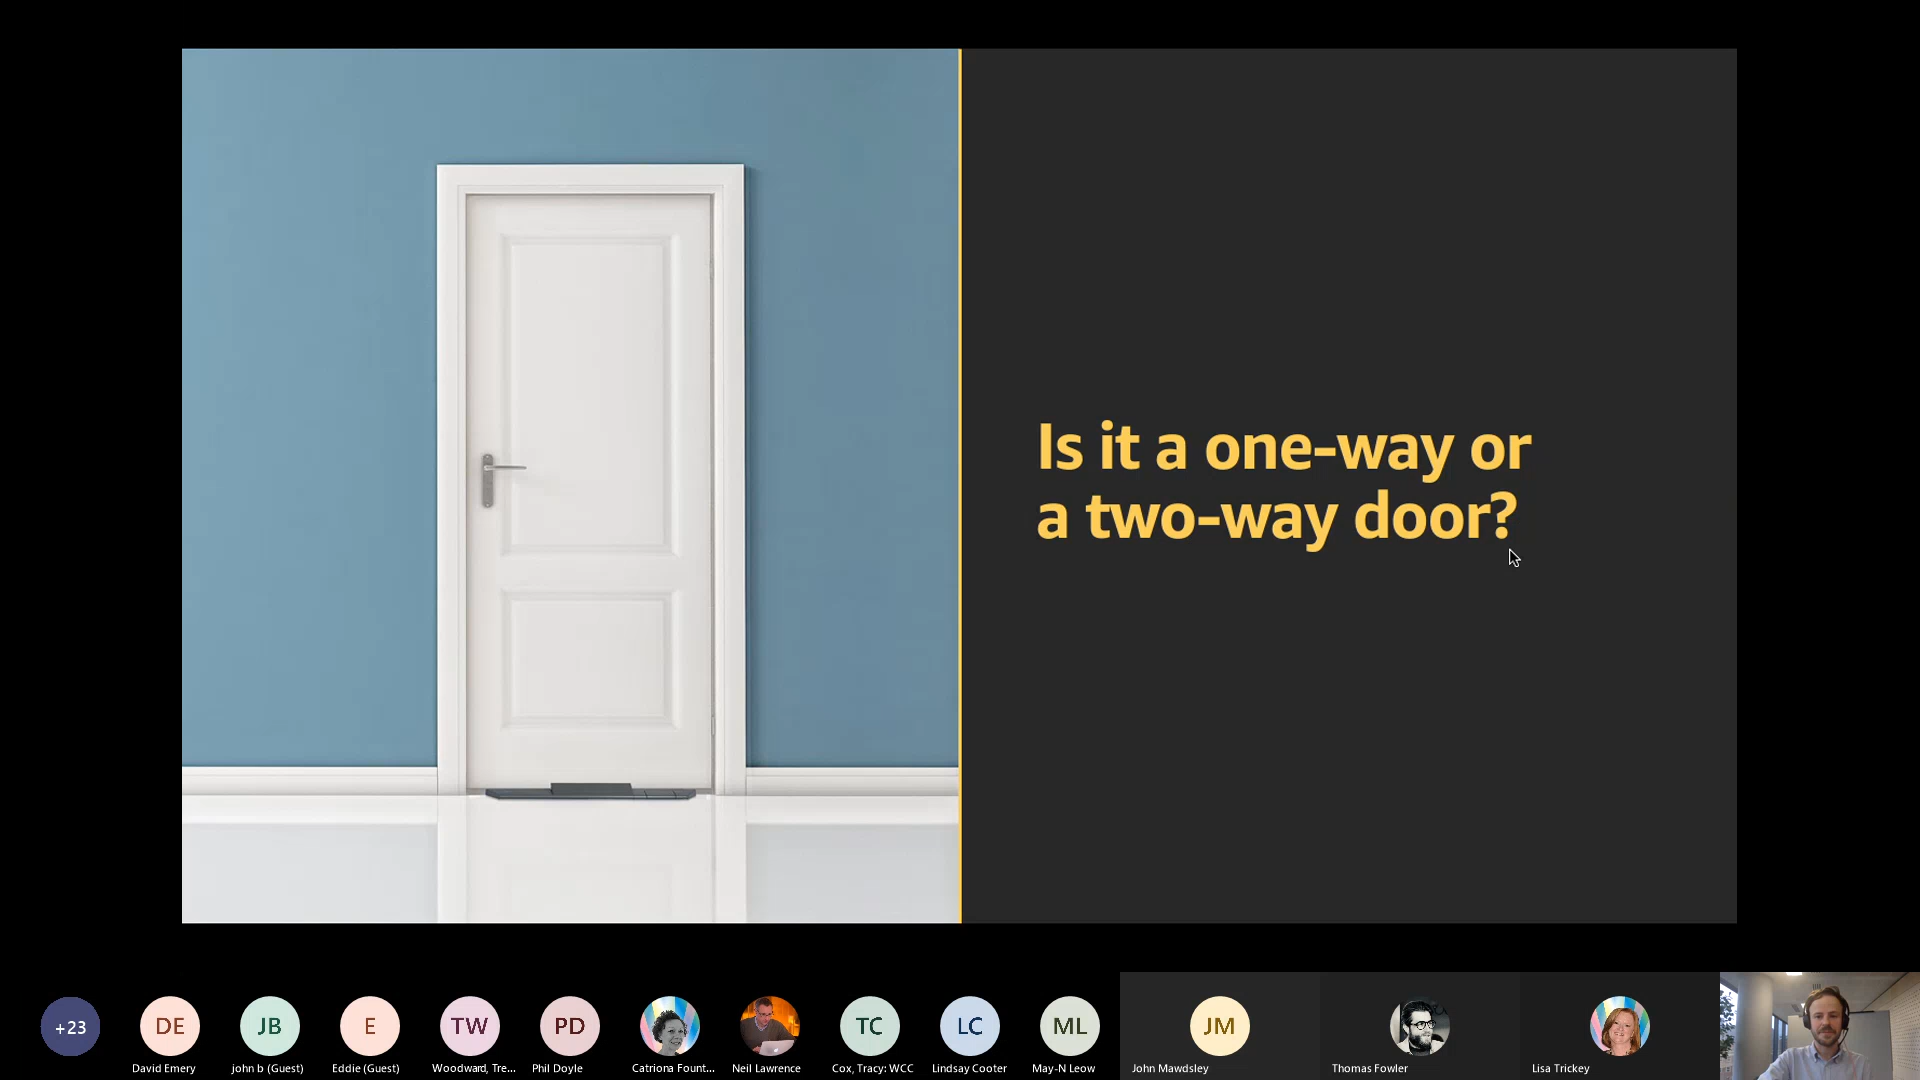 Is it a one-way or
a two-way door?
+23
DE
JB
E
TW
PD
TC
LC
ML
JM
David Emery
john b (Guest)
Eddie (Guest)
Woodward, Tre...
Phil Doyle
Catriona Fount...
Neil Lawrence
Cox, Tracy: WCC
Lindsay Cooter
May-N Leow
John Mawdsley
Thomas Fowler
Lisa Trickey